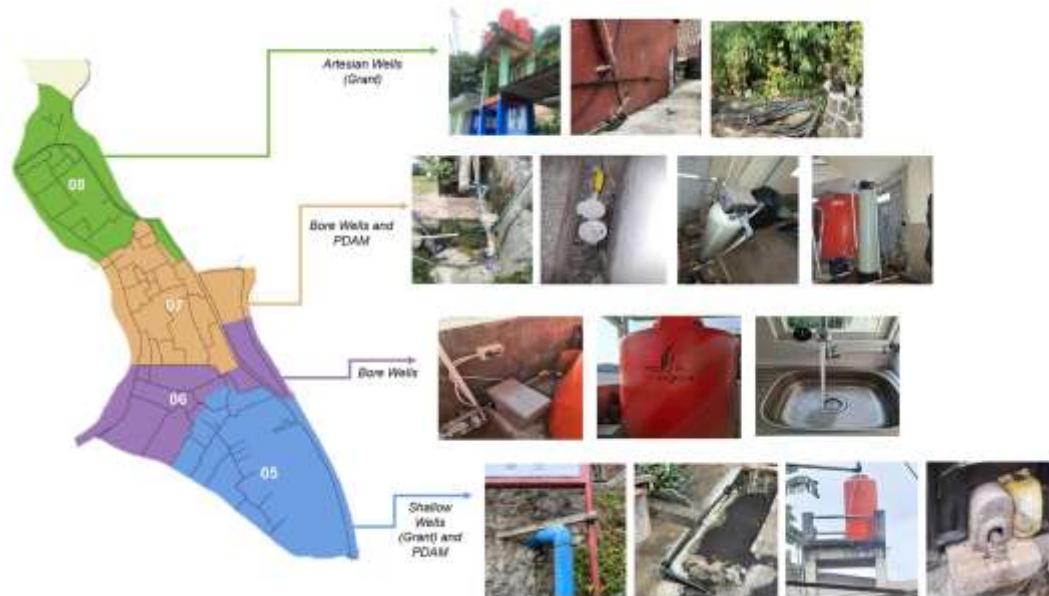 Artesian Wells
(Grant)
08
Bore Wells and
PDAM
07
Bore Wells
06
05
Shallow
Wells
(Grant) and
PDAM